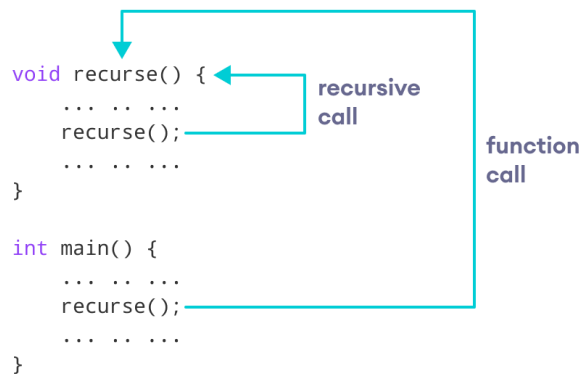 void recurse() {
... .. ...
recurse();
... .. ...
}
recursive
call
function
call
int main() {
... .. ...
recurse();
... .. ...
}